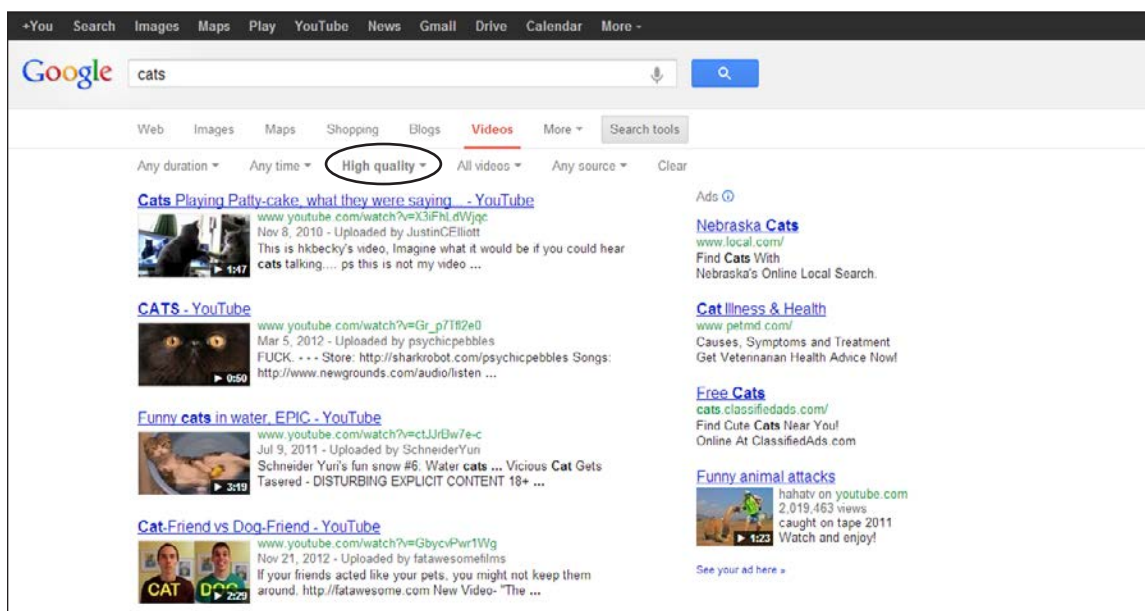 +You Search Images Maps Play YouTube News Gmail Drive Calendar More
Google cats
Web Images Maps Shopping Blogs Videos More Search tools
Any duration Any time High quality All videos Any source Clear
Cats Playing Patty-cake, what they were saying... - YouTube
www.youtube.com/watch?v=X3iFhLdWjqc
Nov 8, 2010 - Uploaded by JustinCElliott
This is hkbecky's video, Imagine what it would be if you could hear
cats talking.... ps this is not my video ...
1:47
CATS - YouTube
www.youtube.com/watch?v=Gr_p7Tfl2e0
Mar 5, 2012 - Uploaded by psychicpebbles
FUCK. - - - Store: http://sharkrobot.com/psychicpebbles Songs:
http://www.newgrounds.com/audio/listen ...
0:50
Funny cats in water, EPIC - YouTube
www.youtube.com/watch?v=ctJJrBw7e-c
Jul 9, 2011 - Uploaded by SchneiderYuri
Schneider Yuri's fun snow #6. Water cats ... Vicious Cat Gets
Tasered - DISTURBING EXPLICIT CONTENT 18+ ...
3:19
Cat-Friend vs Dog-Friend - YouTube
www.youtube.com/watch?v=GbycvPwr1Wg
Nov 21, 2012 - Uploaded by fatawesomefilms
If your friends acted like your pets, you might not keep them
around. http://fatawesome.com New Video- "The ...
CAT DOG 2:29
Ads
Nebraska Cats
www.local.com/
Find Cats With
Nebraska's Online Local Search.
Cat Illness & Health
www.petmd.com/
Causes, Symptoms and Treatment
Get Veterinarian Health Advice Now!
Free Cats
cats.classifiedads.com/
Find Cute Cats Near You!
Online At ClassifiedAds.com
Funny animal attacks
hahatv on youtube.com
2,019,463 views
caught on tape 2011
Watch and enjoy!
1:23
See your ad here »